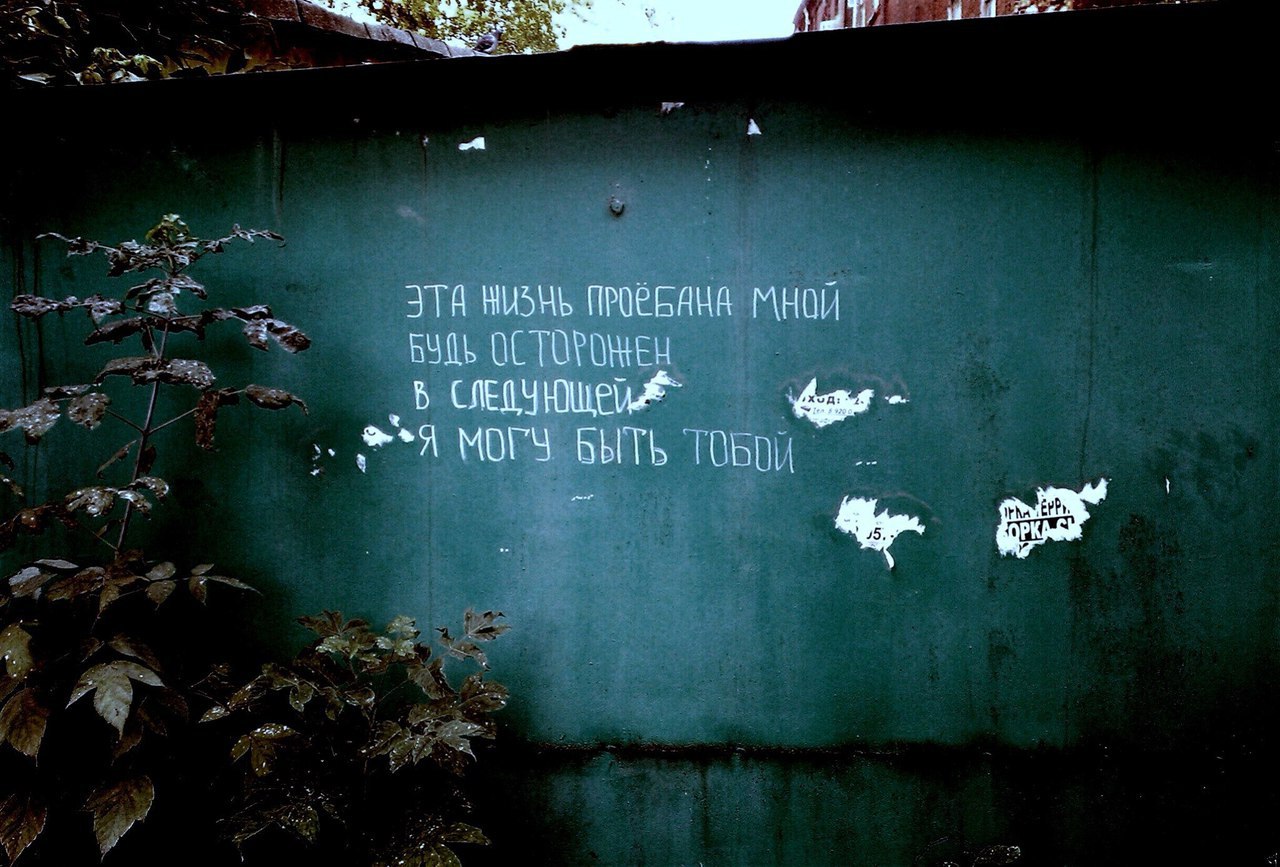 ЭТА ЖИЗНЬ ПРОЁБАНА МНОЙ
БУДЬ ОСТОРОЖЕН
В СЛЕДУЮЩЕЙ
Я МОГУ БЫТЬ ТОБОЙ